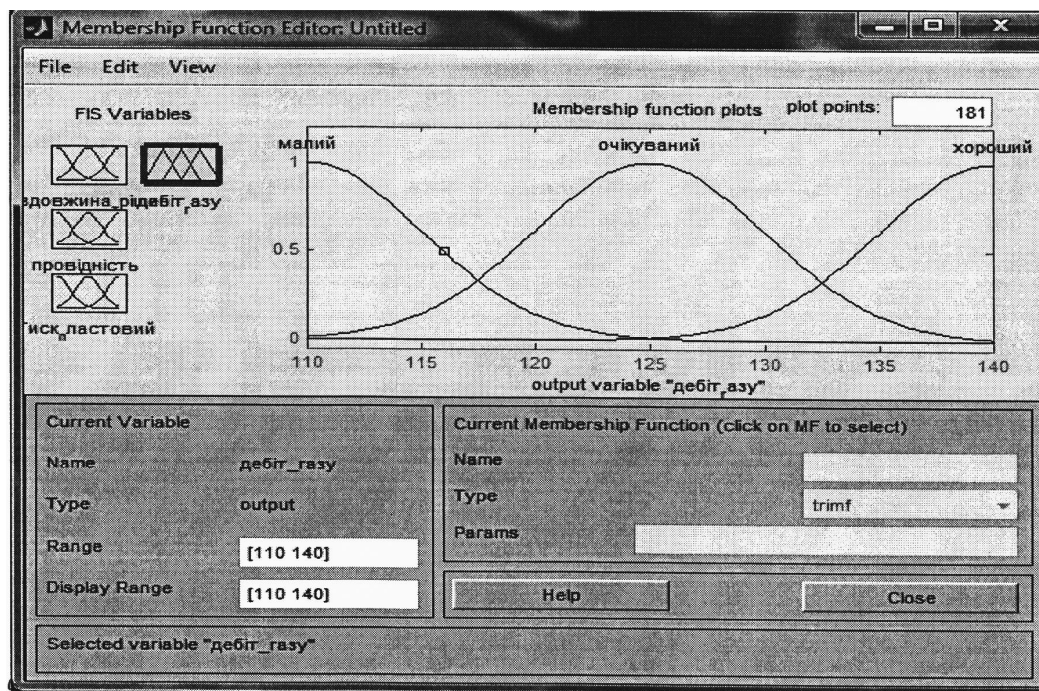 Membership Function Editor: Untitled
File Edit View
FIS Variables
Membership function plots plot points: 181
малий очікуваний хороший
1
0.5
0
110 115 120 125 130 135 140
output variable "дебіт_газу"
дебіт_газу
провідність
пластовий
Current Variable
Name дебіт_газу
Type output
Range [110 140]
Display Range [110 140]
Current Membership Function (click on MF to select)
Name
Type trimf
Params
Help Close
Selected variable "дебіт_газу"